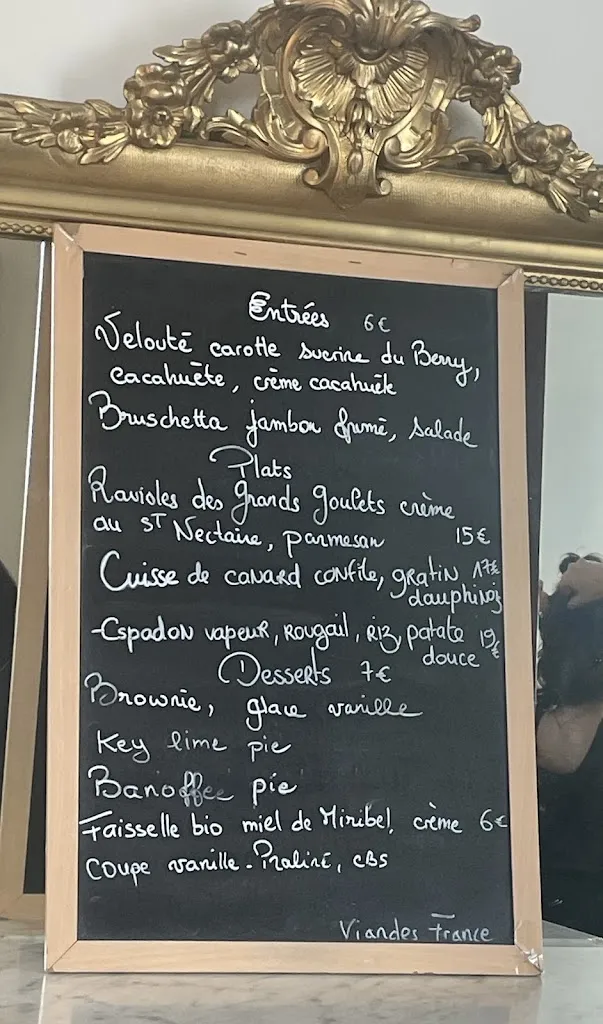 Entrées 6€
Velouté carotte sucrine du Berry,
cacahuète, crème cacahuète
Bruschetta jambon fumé, salade
Plats
Ravioles des grands goulets crème
au ST Nectaire, parmesan 15€
Cuisse de canard confite, gratin 17€
dauphinois
-Espadon vapeur, Rougail, Riz, patate 19€
douce
Desserts 7€
Brownie, glace vanille
Key lime pie
Banoffee pie
Faisselle bio miel de Miribel, crème 6€
Coupe vanille-Praliné, CBS
Viandes France